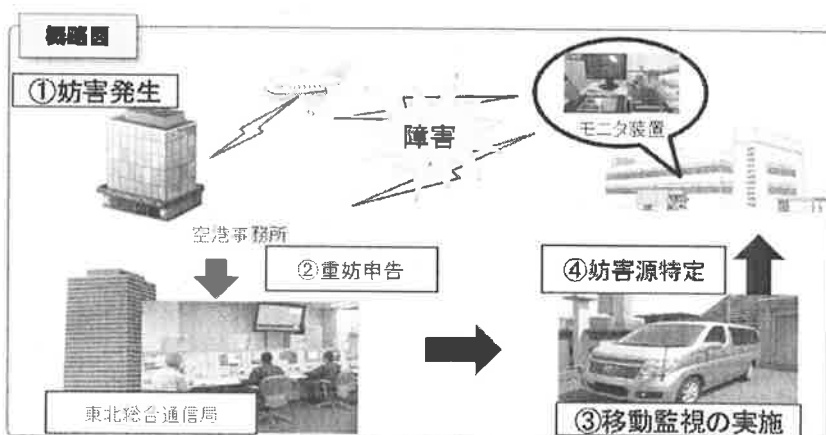 概略図
①妨害発生
障害
モニタ装置
空港事務所
②重妨申告
④妨害源特定
東北総合通信局
③移動監視の実施